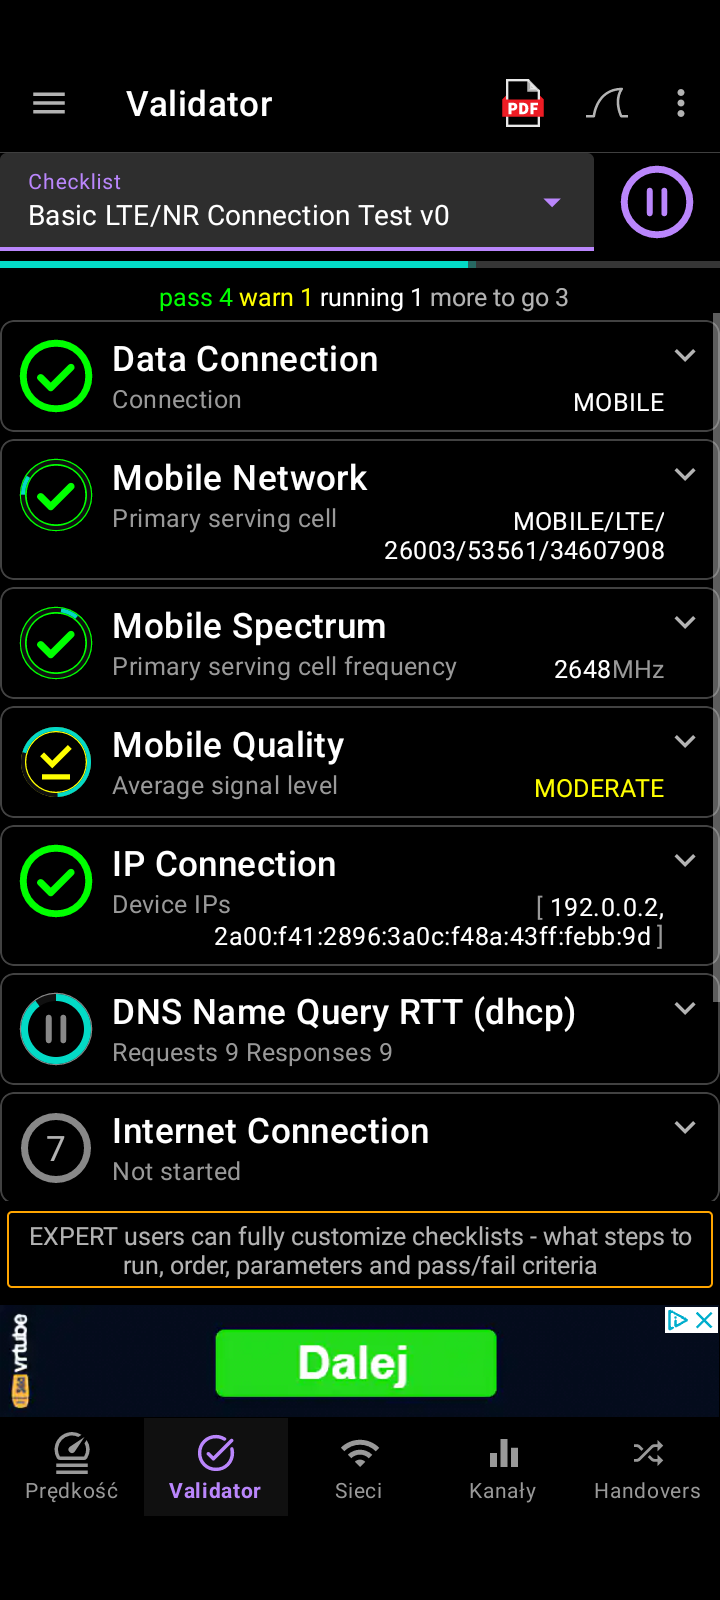 Validator
PDF
Checklist
Basic LTE/NR Connection Test v0
pass 4 warn 1 running 1 more to go 3
Data Connection
Connection
MOBILE
Mobile Network
Primary serving cell
MOBILE/LTE/
26003/53561/34607908
Mobile Spectrum
Primary serving cell frequency
2648MHz
Mobile Quality
Average signal level
MODERATE
IP Connection
Device IPs
[ 192.0.0.2,
2a00:f41:2896:3a0c:f48a:43ff:febb:9d ]
DNS Name Query RTT (dhcp)
Requests 9 Responses 9
7
Internet Connection
Not started
EXPERT users can fully customize checklists - what steps to
run, order, parameters and pass/fail criteria
vrtube
360
Dalej
Prędkość
Validator
Sieci
Kanały
Handovers